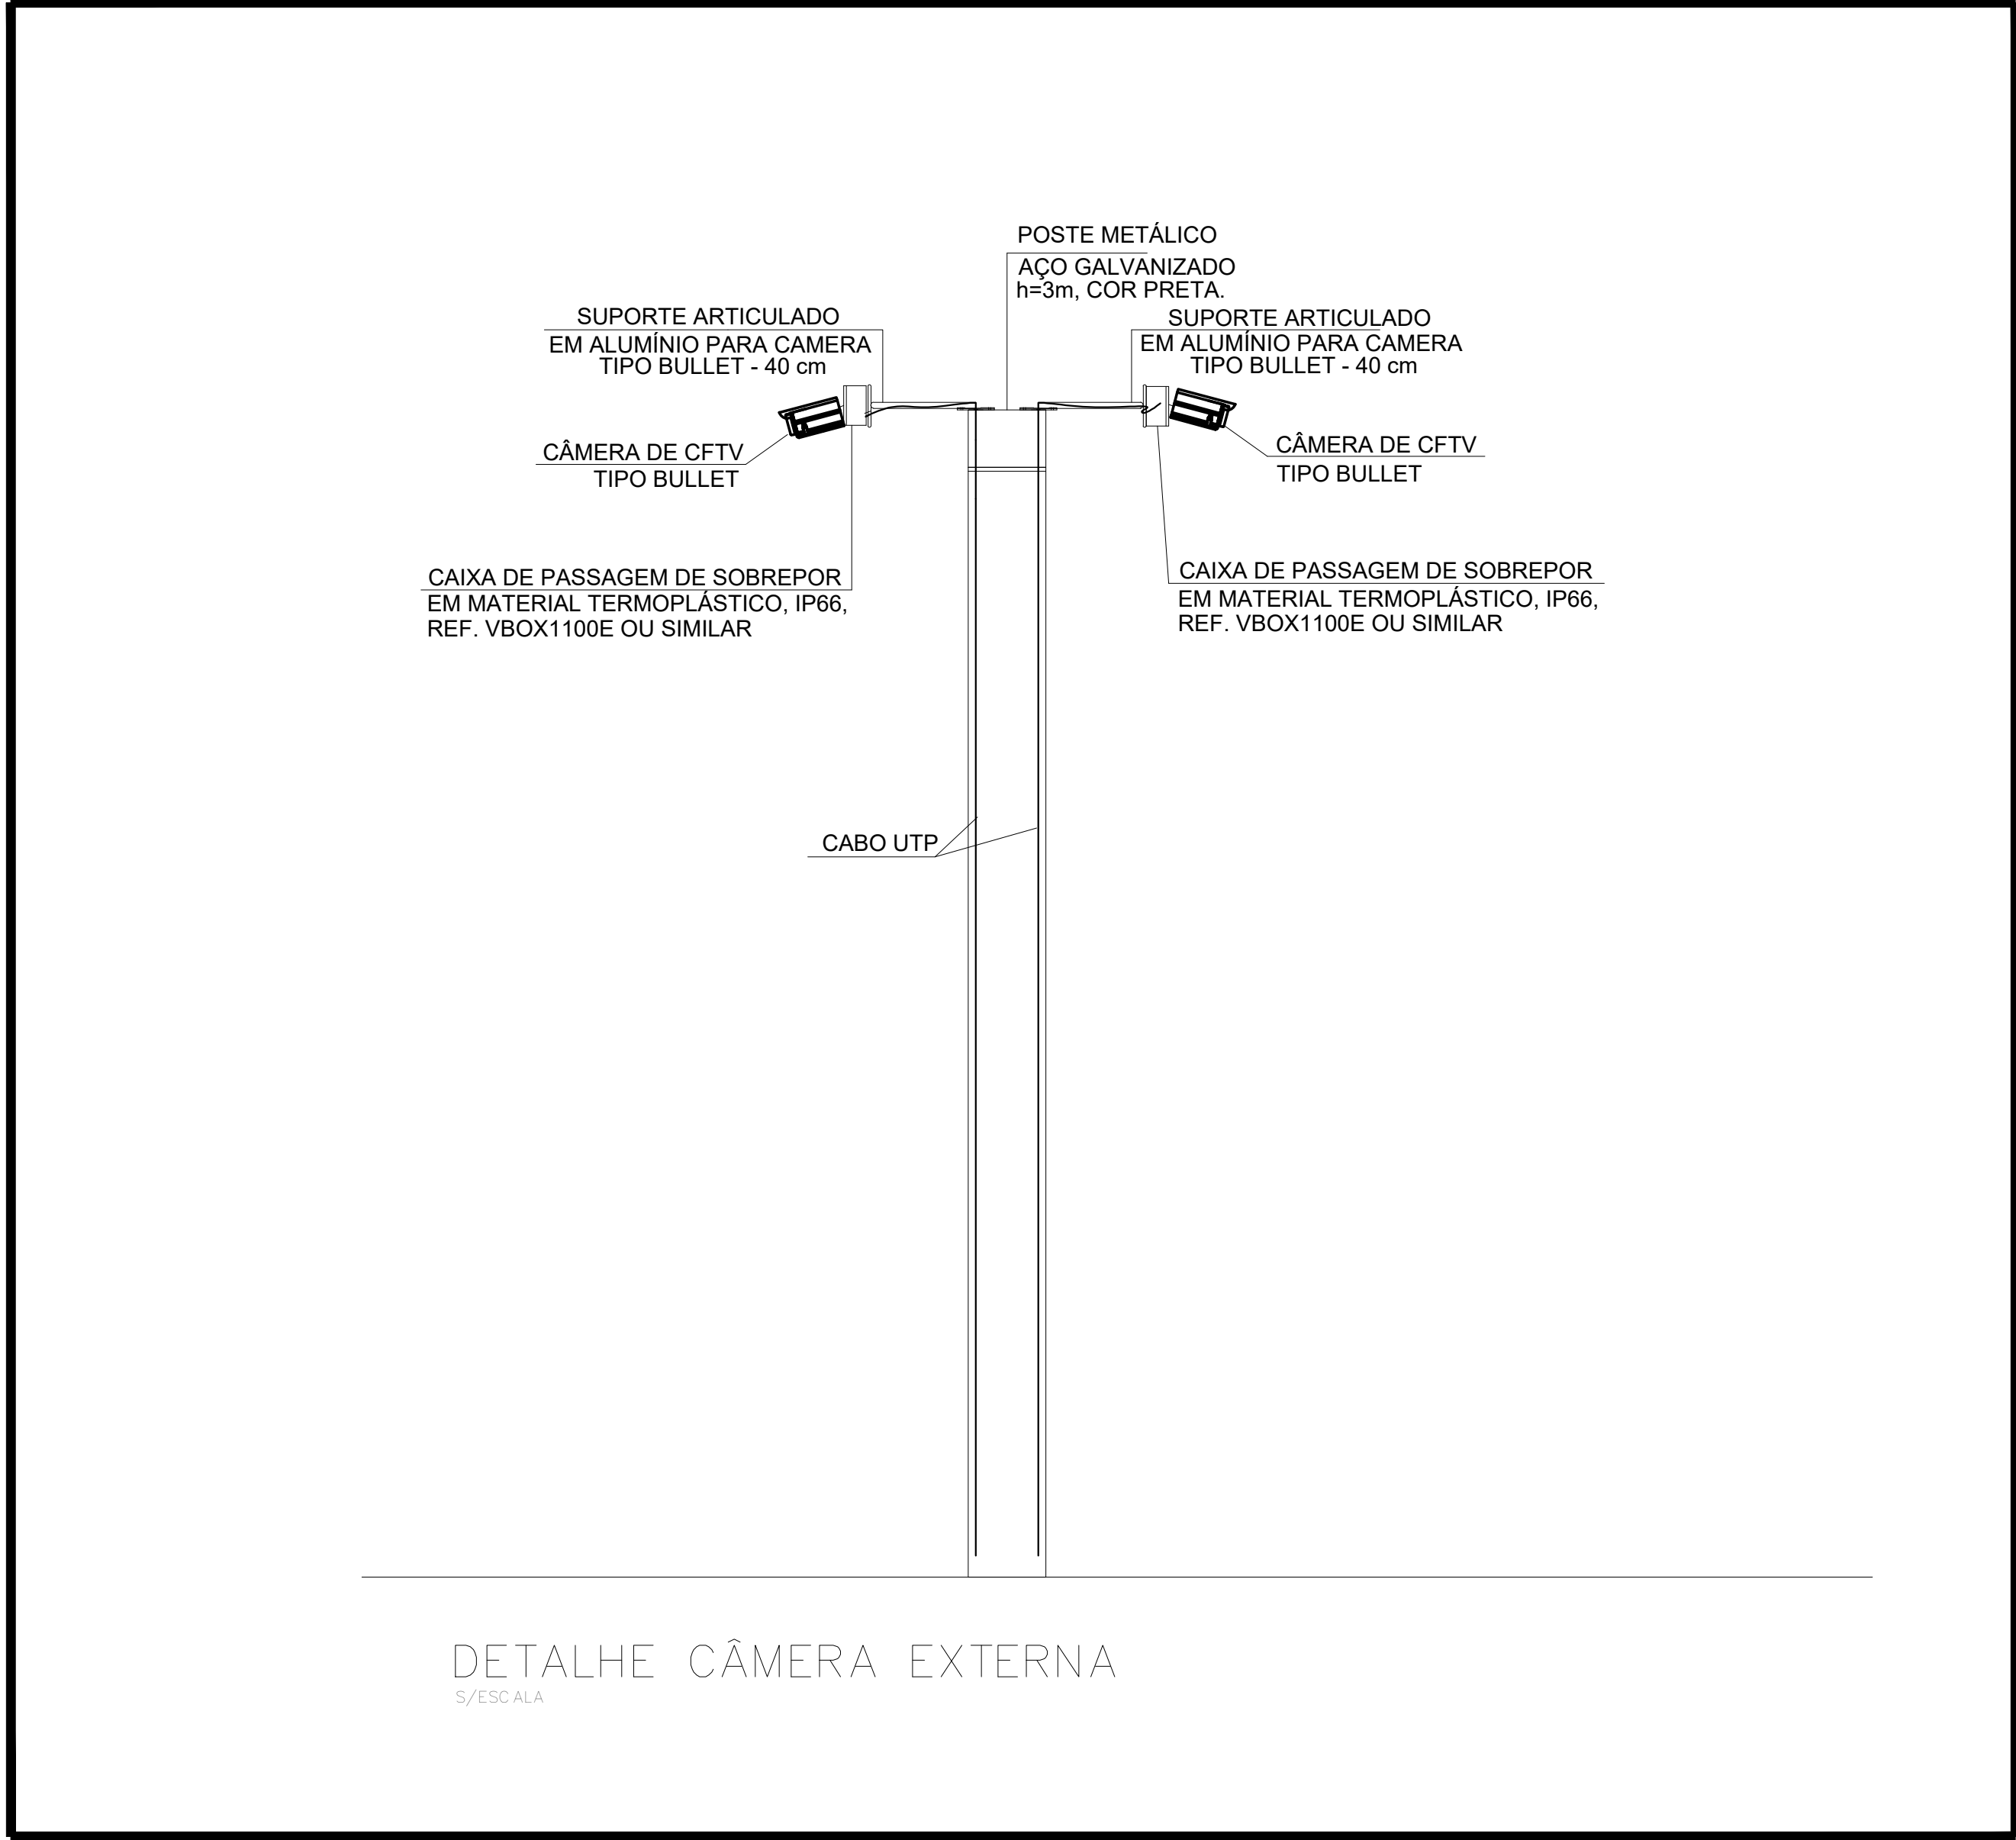 POSTE METÁLICO
AÇO GALVANIZADO
h=3m, COR PRETA.
SUPORTE ARTICULADO
EM ALUMÍNIO PARA CAMERA
TIPO BULLET - 40 cm
SUPORTE ARTICULADO
EM ALUMÍNIO PARA CAMERA
TIPO BULLET - 40 cm
CÂMERA DE CFTV
TIPO BULLET
CÂMERA DE CFTV
TIPO BULLET
CAIXA DE PASSAGEM DE SOBREPOR
EM MATERIAL TERMOPLÁSTICO, IP66,
REF. VBOX1100E OU SIMILAR
CAIXA DE PASSAGEM DE SOBREPOR
EM MATERIAL TERMOPLÁSTICO, IP66,
REF. VBOX1100E OU SIMILAR
CABO UTP
DETALHE CÂMERA EXTERNA
S/ESCALA